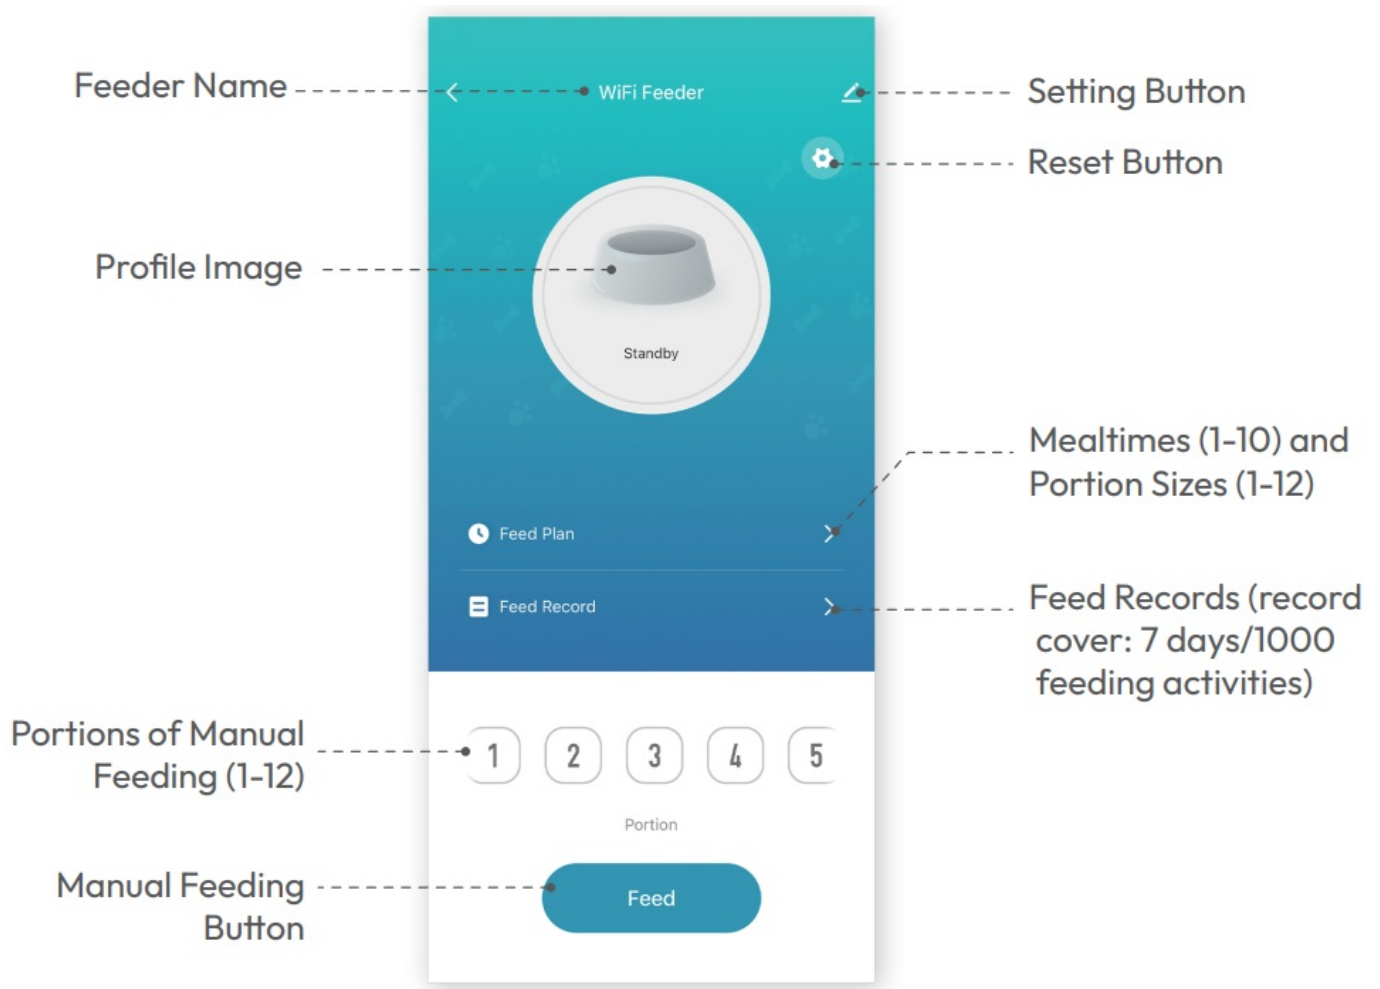 Feeder Name
WiFi Feeder
Setting Button
Reset Button
Profile Image
Standby
Mealtimes (1-10) and
Portion Sizes (1-12)
Feed Plan
Feed Record
Feed Records (record
cover: 7 days/1000
feeding activities)
Portions of Manual
Feeding (1-12)
1 2 3 4 5
Portion
Manual Feeding
Button
Feed